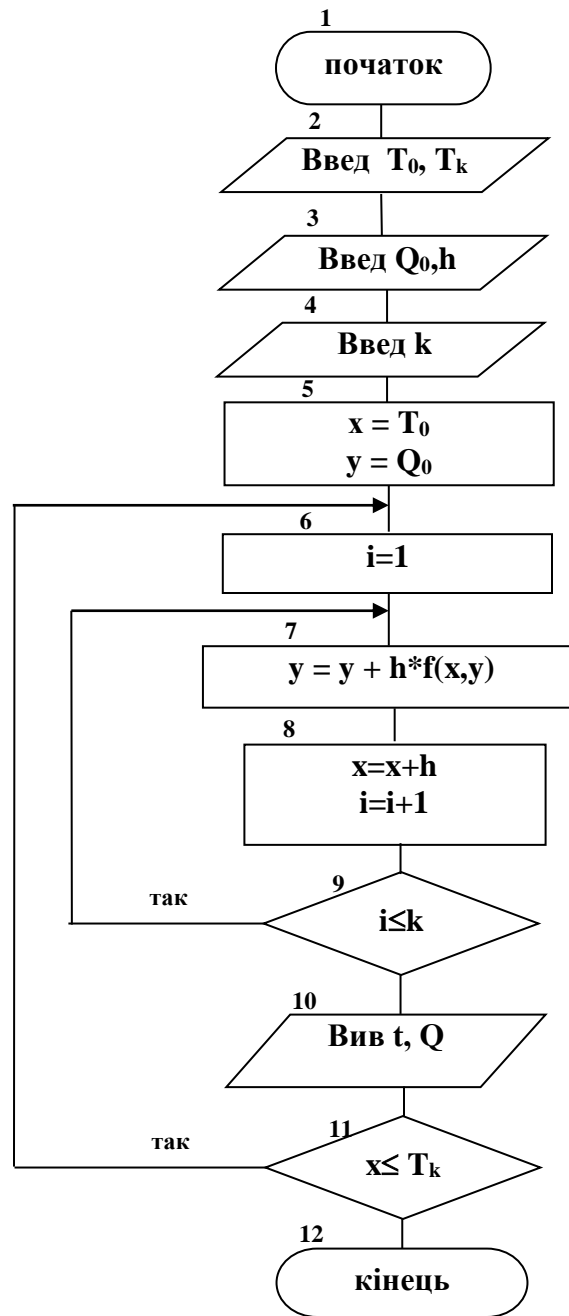 1
початок
2
Введ T₀, Tₖ
3
Введ Q₀,h
4
Введ k
5
x = T₀
y = Q₀
6
i=1
7
y = y + h*f(x,y)
8
x=x+h
i=i+1
9
так
i≤k
10
Вив t, Q
11
так
x≤ Tₖ
12
кінець